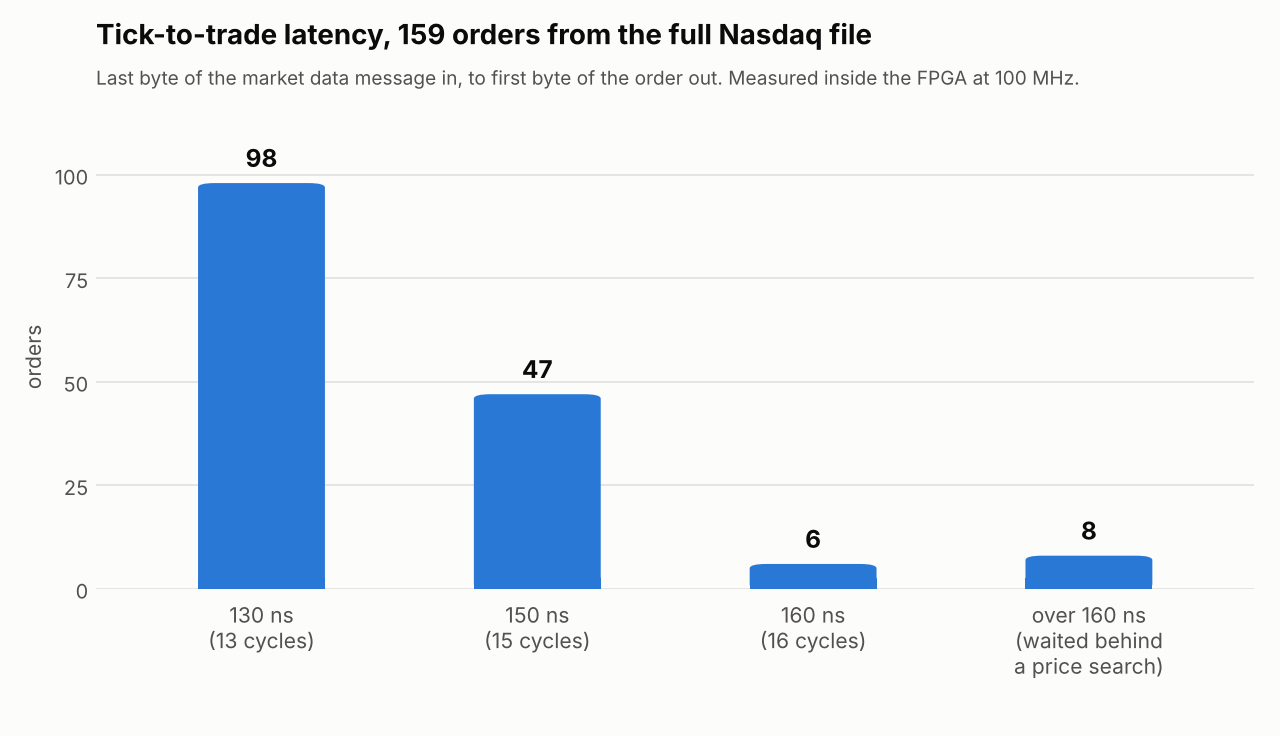 Tick-to-trade latency, 159 orders from the full Nasdaq file
Last byte of the market data message in, to first byte of the order out. Measured inside the FPGA at 100 MHz.
orders
100
75
50
25
0
98
47
6
8
130 ns
(13 cycles)
150 ns
(15 cycles)
160 ns
(16 cycles)
over 160 ns
(waited behind
a price search)